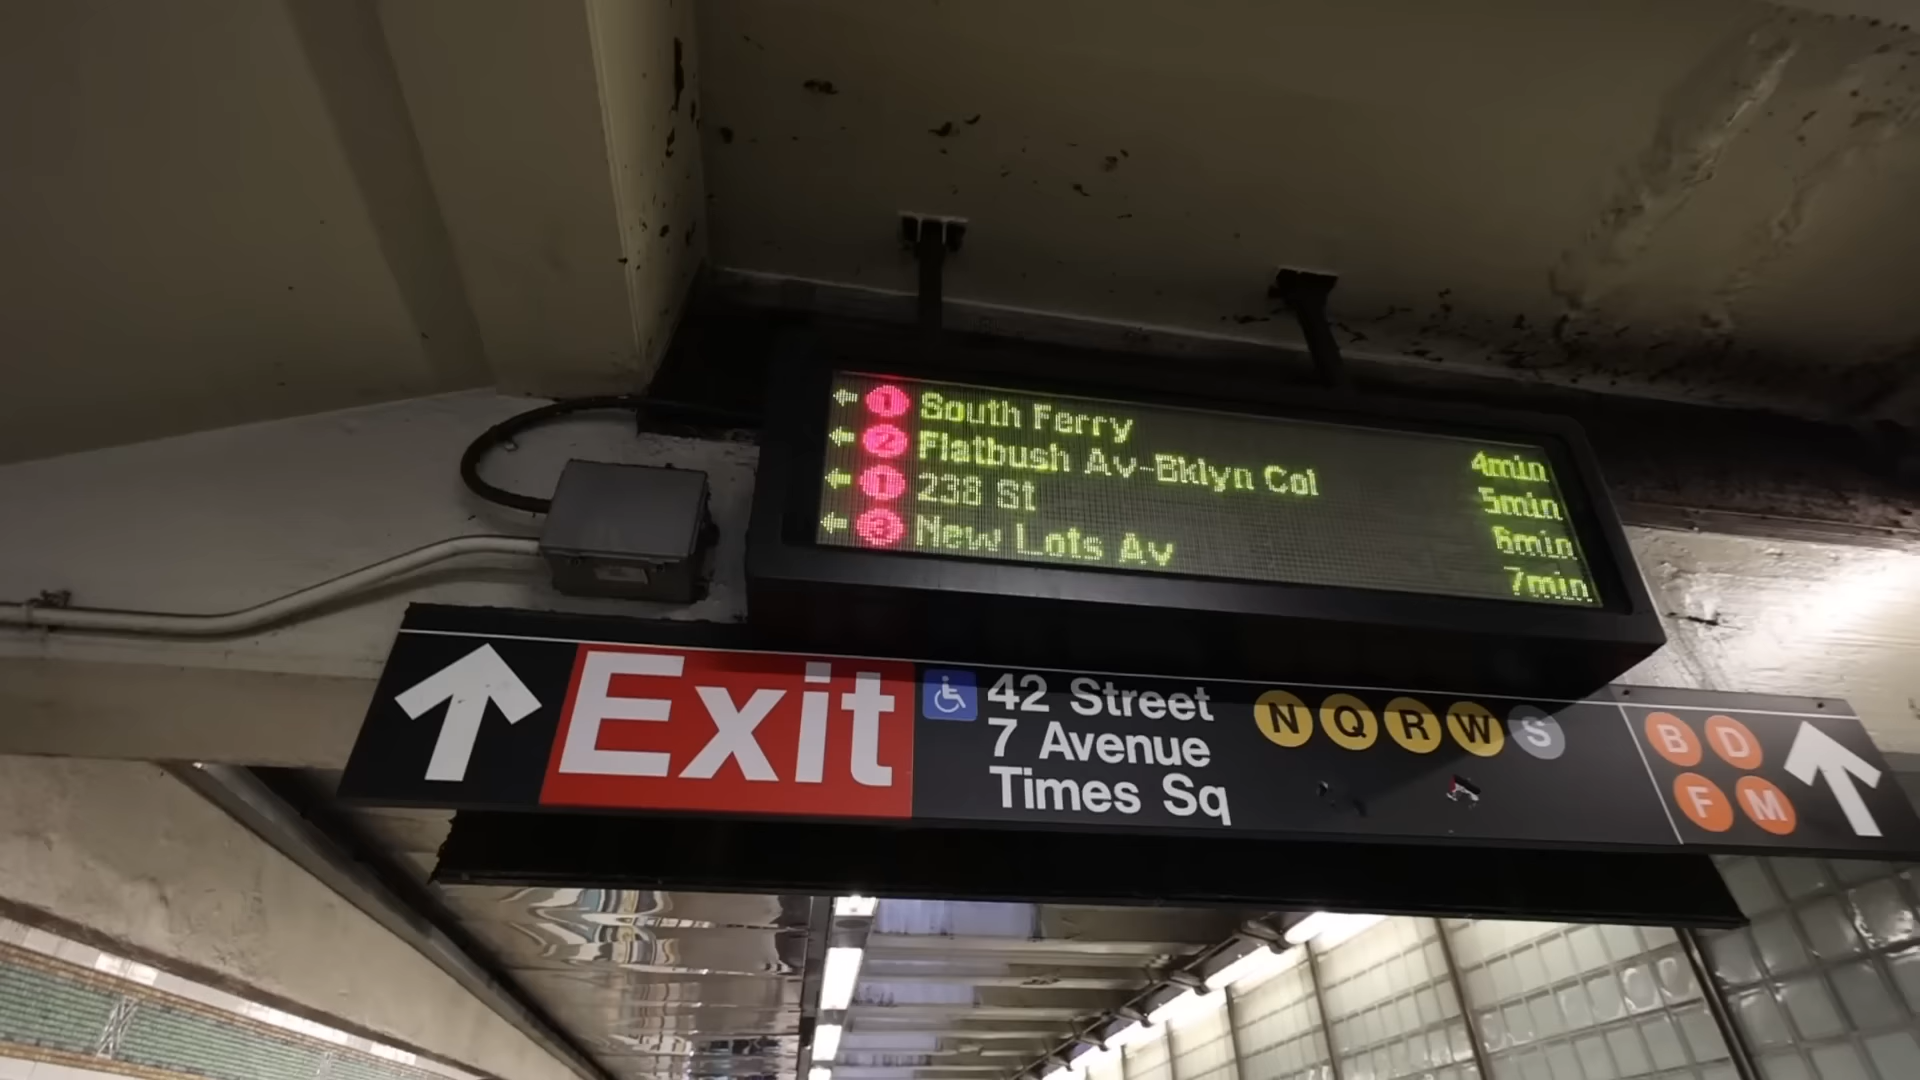 ← 1 South Ferry 4min
← 2 Flatbush Av-Bklyn Col 5min
← 1 238 St 6min
← 3 New Lots Av 7min
↑ Exit
42 Street
7 Avenue
Times Sq
N Q R W S
B D
F M ↑